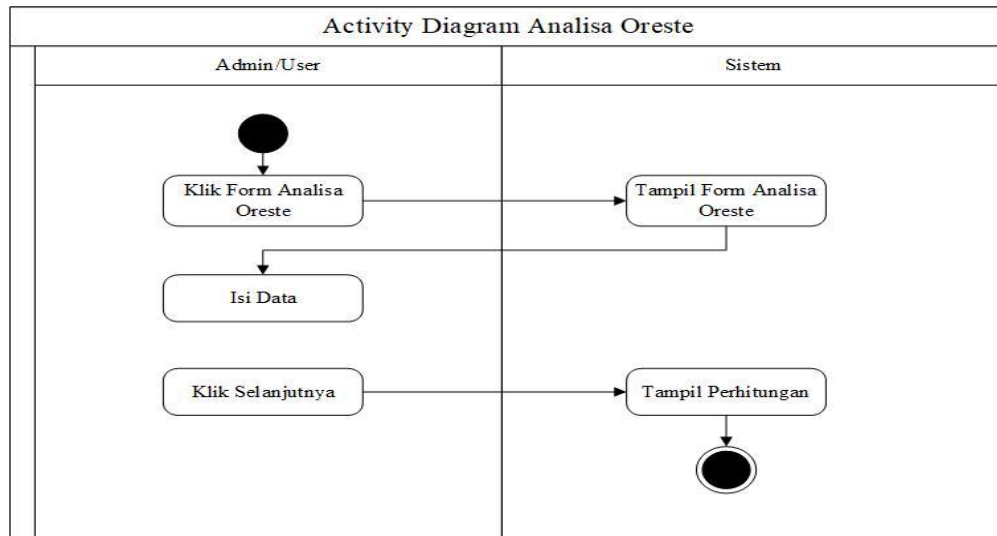 Activity Diagram Analisa Oreste
Admin/User
Sistem
Klik Form Analisa
Oreste
Tampil Form Analisa
Oreste
Isi Data
Klik Selanjutnya
Tampil Perhitungan